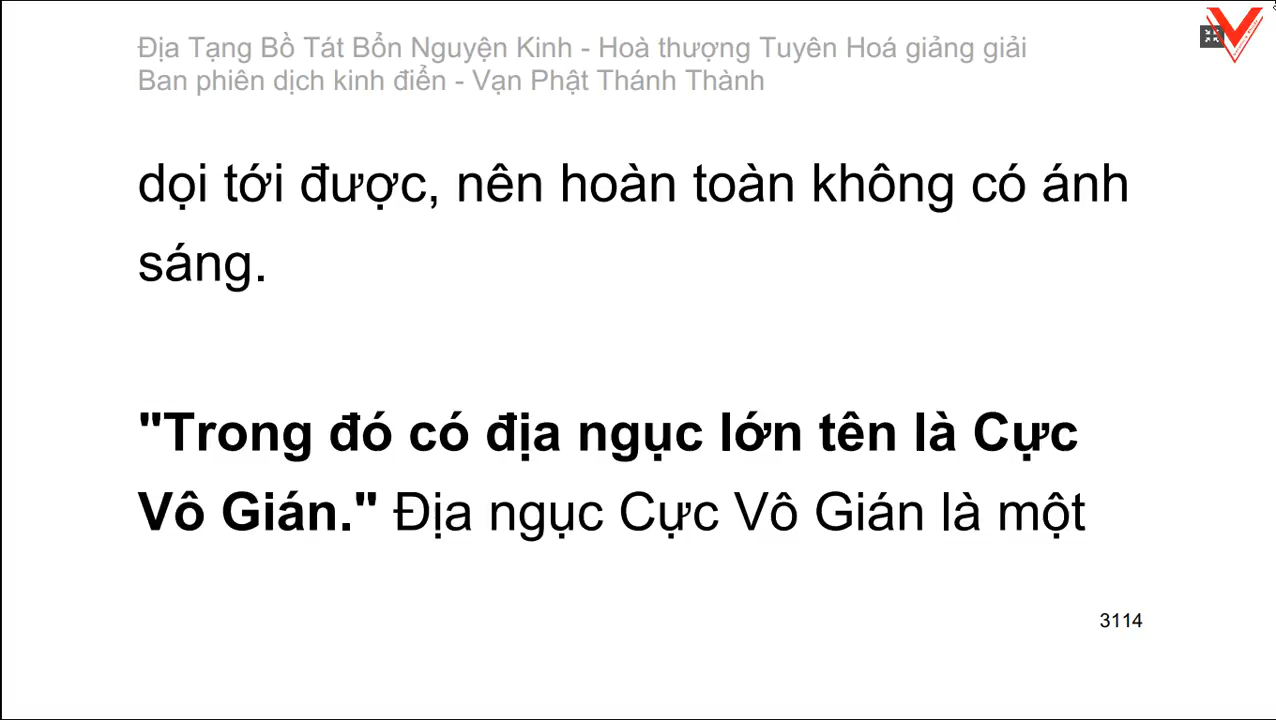 Địa Tạng Bồ Tát Bổn Nguyện Kinh - Hoà thượng Tuyên Hoá giảng giải
Ban phiên dịch kinh điển - Vạn Phật Thánh Thành
dọi tới được, nên hoàn toàn không có ánh
sáng.
"Trong đó có địa ngục lớn tên là Cực
Vô Gián." Địa ngục Cực Vô Gián là một
3114